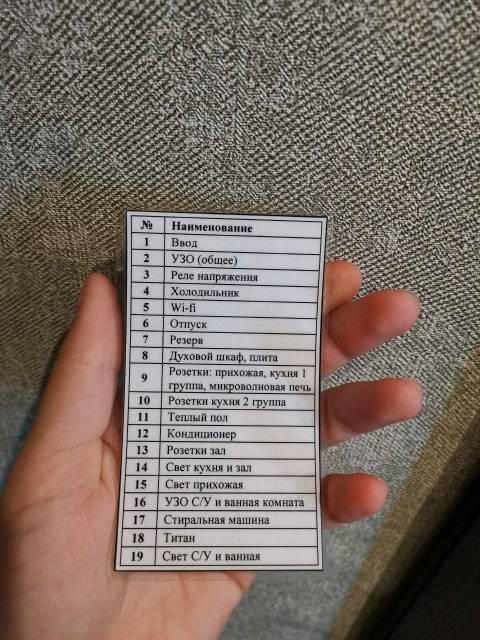 № Наименование
1 Ввод
2 УЗО (общее)
3 Реле напряжения
4 Холодильник
5 Wi-fi
6 Отпуск
7 Резерв
8 Духовой шкаф, плита
9 Розетки: прихожая, кухня 1
группа, микроволновая печь
10 Розетки кухня 2 группа
11 Теплый пол
12 Кондиционер
13 Розетки зал
14 Свет кухня и зал
15 Свет прихожая
16 УЗО С/У и ванная комната
17 Стиральная машина
18 Титан
19 Свет С/У и ванная